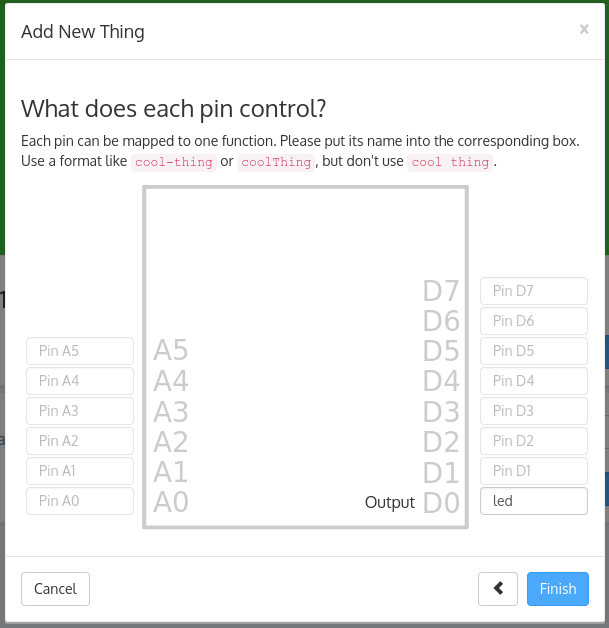 Add New Thing ×
What does each pin control?
Each pin can be mapped to one function. Please put its name into the corresponding box.
Use a format like cool-thing or coolThing, but don't use cool thing.
D7 Pin D7
D6 Pin D6
Pin A5 A5 D5 Pin D5
Pin A4 A4 D4 Pin D4
Pin A3 A3 D3 Pin D3
Pin A2 A2 D2 Pin D2
Pin A1 A1 D1 Pin D1
Pin A0 A0 Output D0 led
Cancel Finish